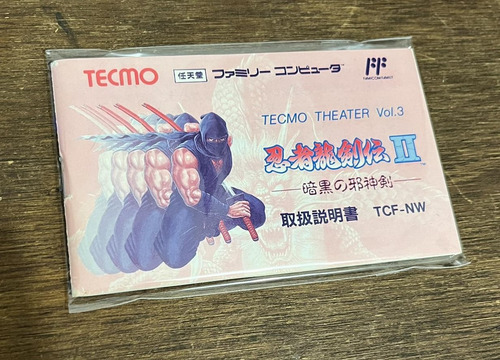 TECMO
任天堂 ファミリー コンピュータ™
TECMO THEATER Vol.3
忍者龍剣伝II
暗黒の邪神剣
取扱説明書 TCF-NW